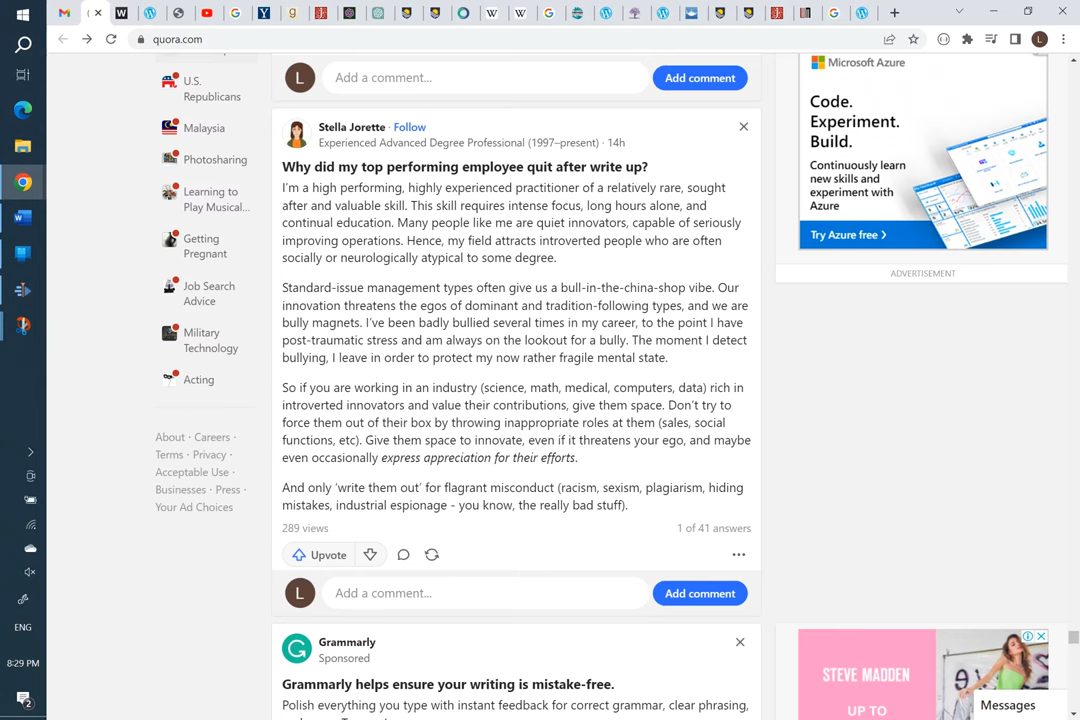 quora.com
Add a comment...
Add comment
U.S.
Republicans
Malaysia
Photosharing
Learning to
Play Musical...
Getting
Pregnant
Job Search
Advice
Military
Technology
Acting
About · Careers ·
Terms · Privacy ·
Acceptable Use ·
Businesses · Press ·
Your Ad Choices
Stella Jorette · Follow
Experienced Advanced Degree Professional (1997–present) · 14h
Why did my top performing employee quit after write up?
I’m a high performing, highly experienced practitioner of a relatively rare, sought
after and valuable skill. This skill requires intense focus, long hours alone, and
continual education. Many people like me are quiet innovators, capable of seriously
improving operations. Hence, my field attracts introverted people who are often
socially or neurologically atypical to some degree.
Standard-issue management types often give us a bull-in-the-china-shop vibe. Our
innovation threatens the egos of dominant and tradition-following types, and we are
bully magnets. I’ve been badly bullied several times in my career, to the point I have
post-traumatic stress and am always on the lookout for a bully. The moment I detect
bullying, I leave in order to protect my now rather fragile mental state.
So if you are working in an industry (science, math, medical, computers, data) rich in
introverted innovators and value their contributions, give them space. Don’t try to
force them out of their box by throwing inappropriate roles at them (sales, social
functions, etc). Give them space to innovate, even if it threatens your ego, and maybe
even occasionally express appreciation for their efforts.
And only ‘write them out’ for flagrant misconduct (racism, sexism, plagiarism, hiding
mistakes, industrial espionage - you know, the really bad stuff).
289 views
1 of 41 answers
Upvote
L
Add a comment...
Add comment
Grammarly
Sponsored
Grammarly helps ensure your writing is mistake-free.
Polish everything you type with instant feedback for correct grammar, clear phrasing,
Microsoft Azure
Code.
Experiment.
Build.
Continuously learn
new skills and
experiment with
Azure
Try Azure free
ADVERTISEMENT
STEVE MADDEN
UP TO
Messages
ENG
8:29 PM
2